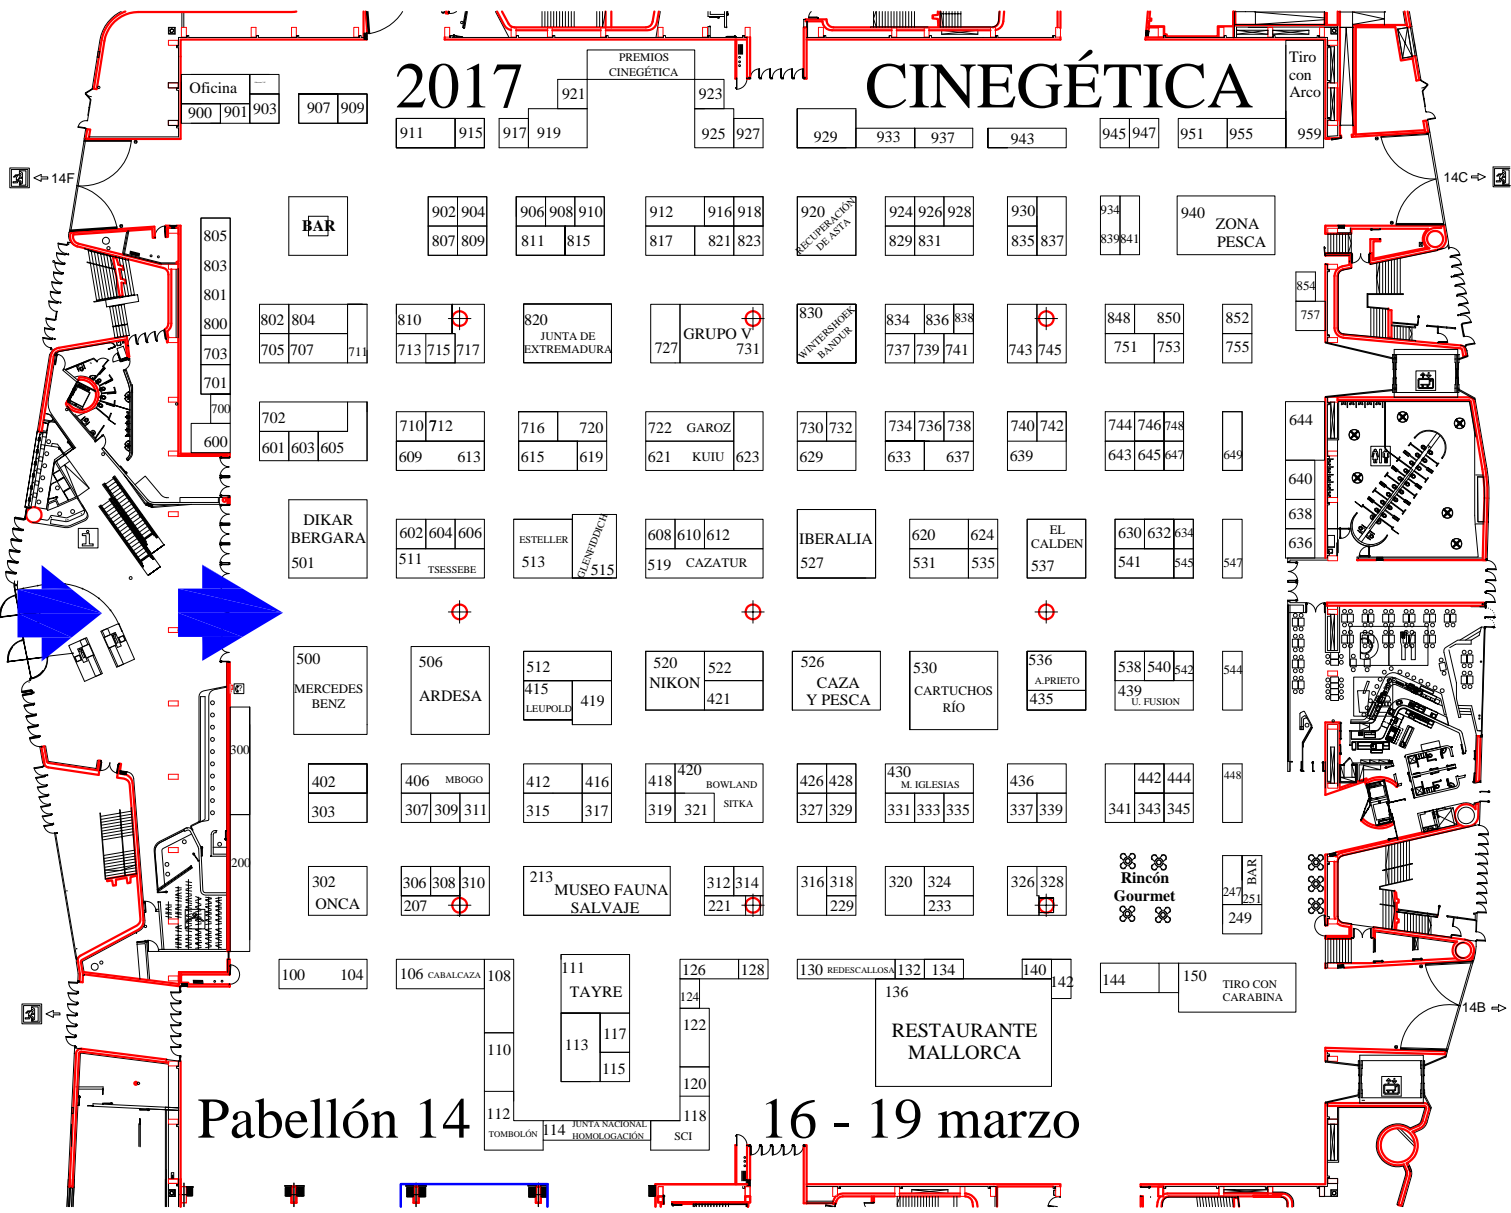 2017
CINEGÉTICA
PREMIOS
CINEGÉTICA
Tiro
con
Arco
Oficina
900 901 903 907 909
911 915 917 919 921 923 925 927
929 933 937 943 945 947 951 955 959
14F
14C
BAR
902 904 906 908 910 912 916 918 920 924 926 928 930 934 940
RECUPERACIÓN
DE ASTA
ZONA
PESCA
807 809 811 815 817 821 823 829 831 835 837 839 841
805
803
801
800
703
701
700
600
854
757
802 804 810 820 830 834 836 838 848 850 852
JUNTA DE
EXTREMADURA
GRUPO V
WINTERSHOEK
BANDUR
705 707 711 713 715 717 727 731 737 739 741 743 745 751 753 755
702 710 712 716 720 722 GAROZ 730 732 734 736 738 740 742 744 746 748
601 603 605 609 613 615 619 621 KUIU 623 629 633 637 639 643 645 647 649
644
640
638
636
DIKAR
BERGARA
501
602 604 606
511 TSESSEBE
ESTELLER
513
GLENFIDDICH
515
608 610 612
519 CAZATUR
IBERALIA
527
620 624
531 535
EL
CALDEN
537
630 632 634
541 545 547
500
MERCEDES
BENZ
506
ARDESA
512
415
LEUPOLD
419
520
NIKON
522
421
526
CAZA
Y PESCA
530
CARTUCHOS
RÍO
536
A.PRIETO
435
538 540 542
439
U. FUSION
544
300
200
402 406 MBOGO 412 416 418 420 BOWLAND 426 428 430 M. IGLESIAS 436 442 444 448
303 307 309 311 315 317 319 321 SITKA 327 329 331 333 335 337 339 341 343 345
302
ONCA
306 308 310
207
213
MUSEO FAUNA
SALVAJE
312 314
221
316 318
229
320 324
233
326 328
Rincón
Gourmet
247
BAR
251
249
100 104
106 CABALCAZA
108
110
112
TOMBOLÓN
111
TAYRE
113
117
115
126 128
124
122
120
118
SCI
114 JUNTA NACIONAL
HOMOLOGACIÓN
130 REDESCALLOSA 132 134
136
RESTAURANTE
MALLORCA
140
142
144
150
TIRO CON
CARABINA
14B
Pabellón 14
16 - 19 marzo